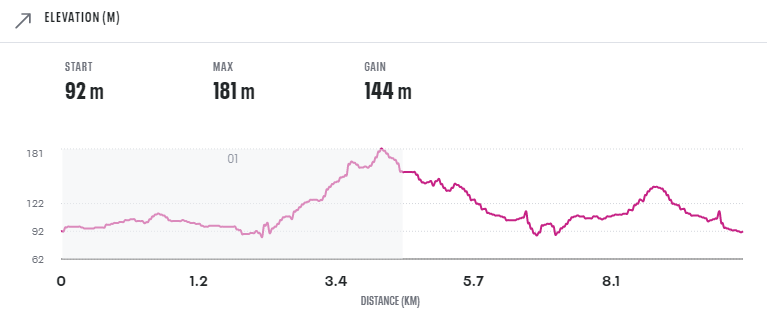 ELEVATION (M)
START MAX GAIN
92 m 181 m 144 m
181
01
122
92
62
0 1.2 3.4 5.7 8.1
DISTANCE (KM)